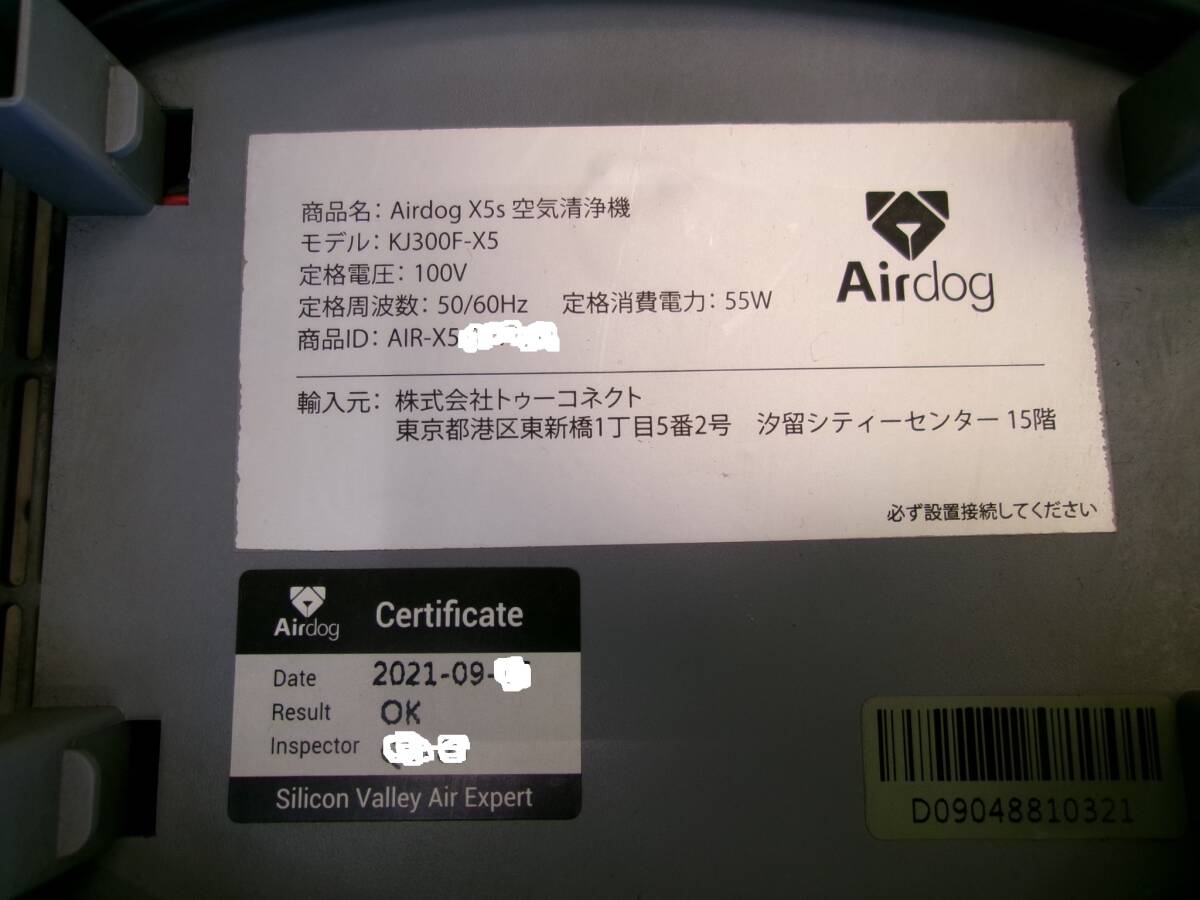 商品名: Airdog X5s 空気清浄機
モデル: KJ300F-X5
定格電圧: 100V
定格周波数: 50/60Hz 定格消費電力: 55W
商品ID: AIR-X5
Airdog
輸入元: 株式会社トゥーコネクト
東京都港区東新橋1丁目5番2号 汐留シティーセンター 15階
必ず設置接続してください
Airdog Certificate
Date 2021-09-
Result OK
Inspector
Silicon Valley Air Expert
D09048810321